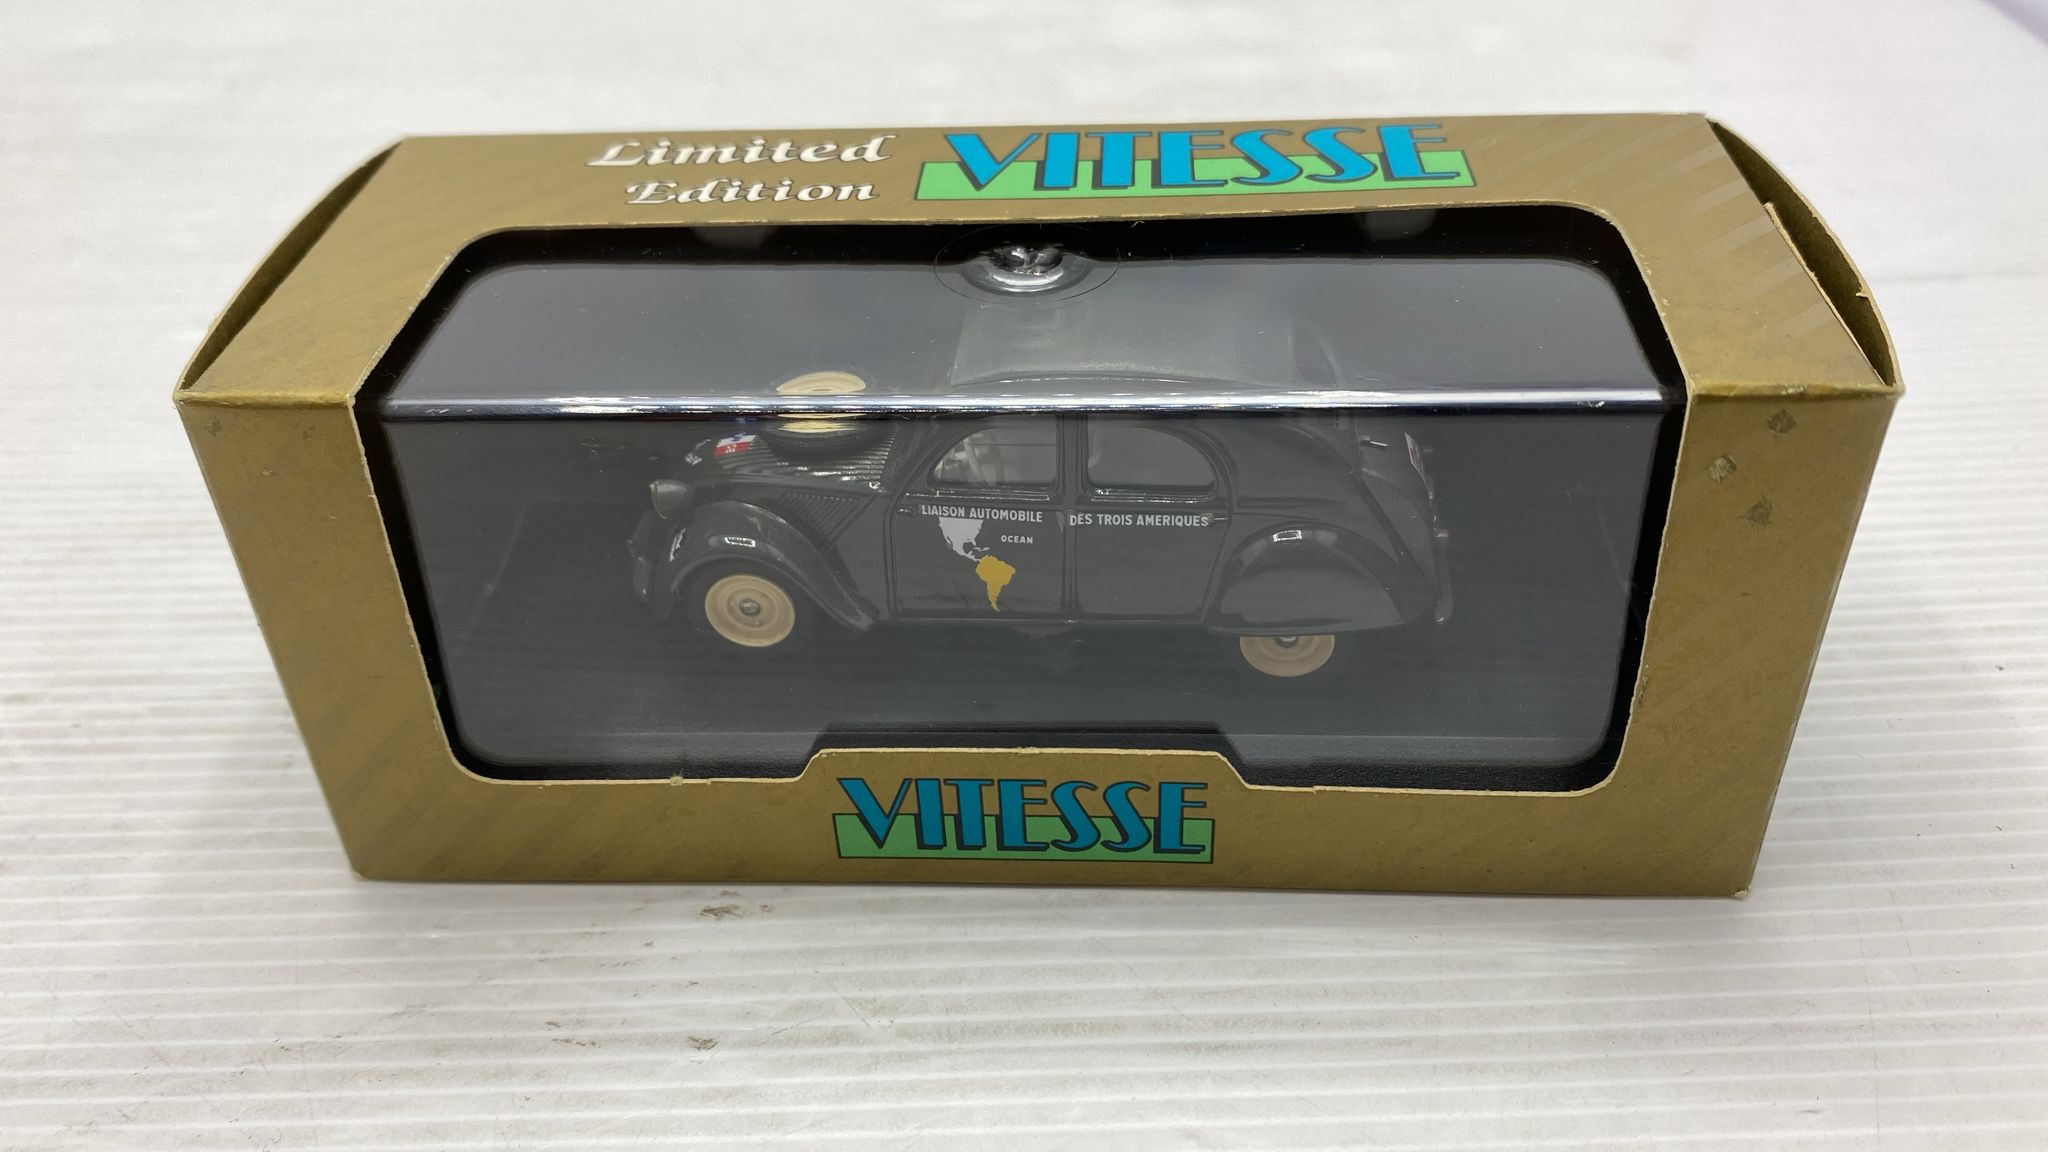 Limited
Edition
VITESSE
LIAISON AUTOMOBILE
DES TROIS AMERIQUES
OCEAN
VITESSE